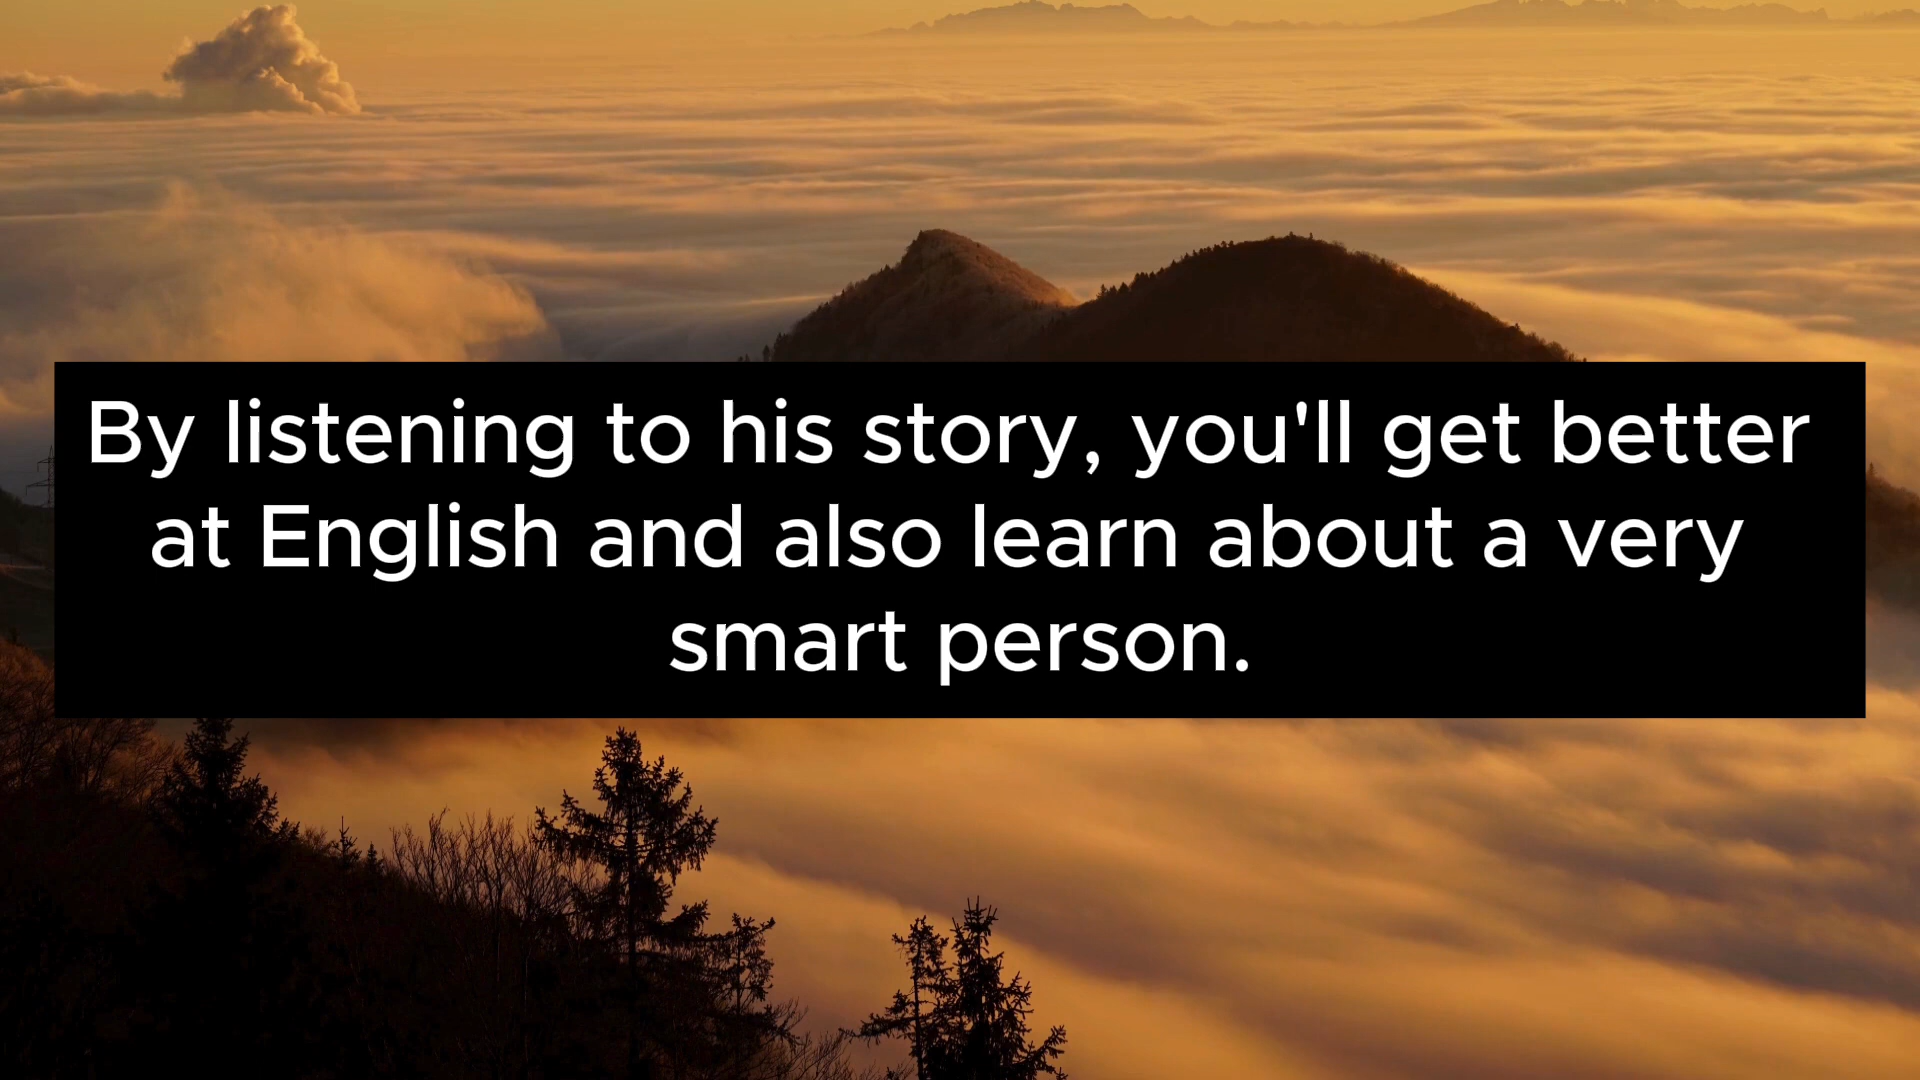 By listening to his story, you'll get better
at English and also learn about a very
smart person.